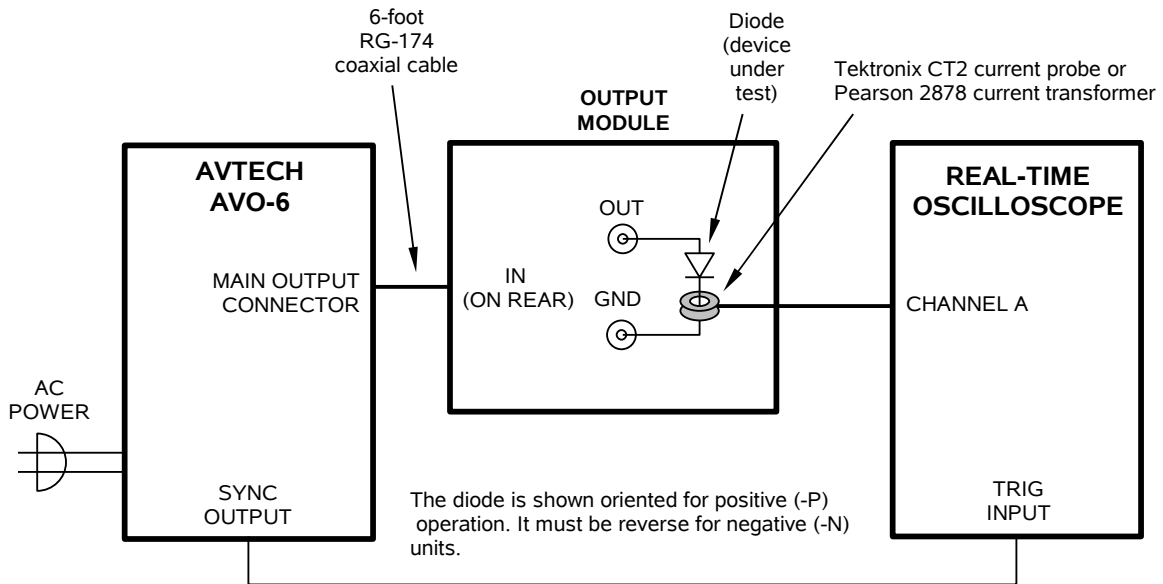 6-foot
RG-174
coaxial cable
Diode
(device
under
test)
Tektronix CT2 current probe or
Pearson 2878 current transformer
OUTPUT
MODULE
AVTECH
AVO-6
REAL-TIME
OSCILLOSCOPE
OUT
MAIN OUTPUT
CONNECTOR
IN
(ON REAR)
GND
CHANNEL A
AC
POWER
SYNC
OUTPUT
The diode is shown oriented for positive (-P)
operation. It must be reverse for negative (-N)
units.
TRIG
INPUT